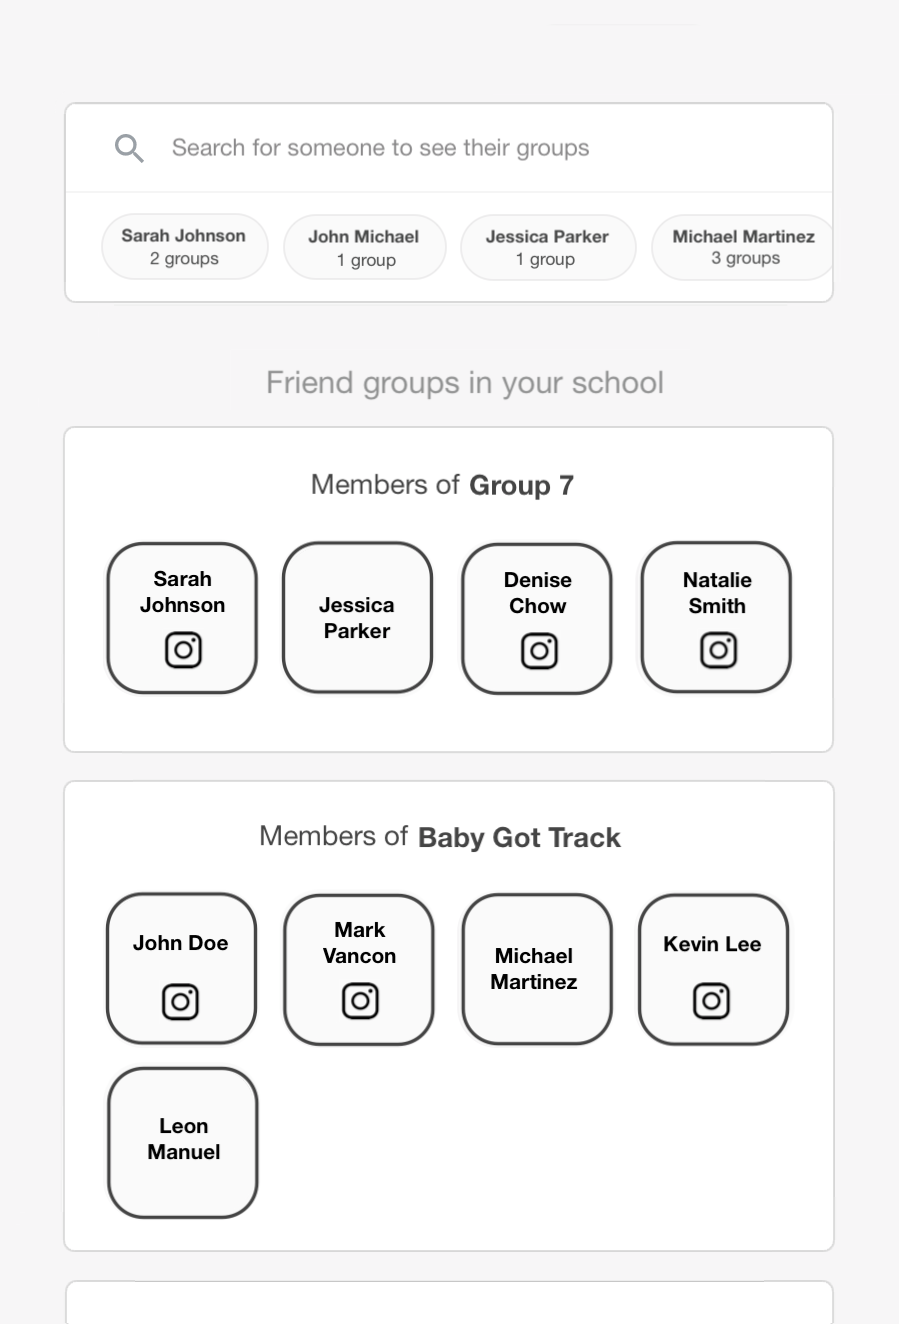 Search for someone to see their groups
Sarah Johnson
2 groups
John Michael
1 group
Jessica Parker
1 group
Michael Martinez
3 groups
Friend groups in your school
Members of Group 7
Sarah
Johnson
Jessica
Parker
Denise
Chow
Natalie
Smith
Members of Baby Got Track
John Doe
Mark
Vancon
Michael
Martinez
Kevin Lee
Leon
Manuel